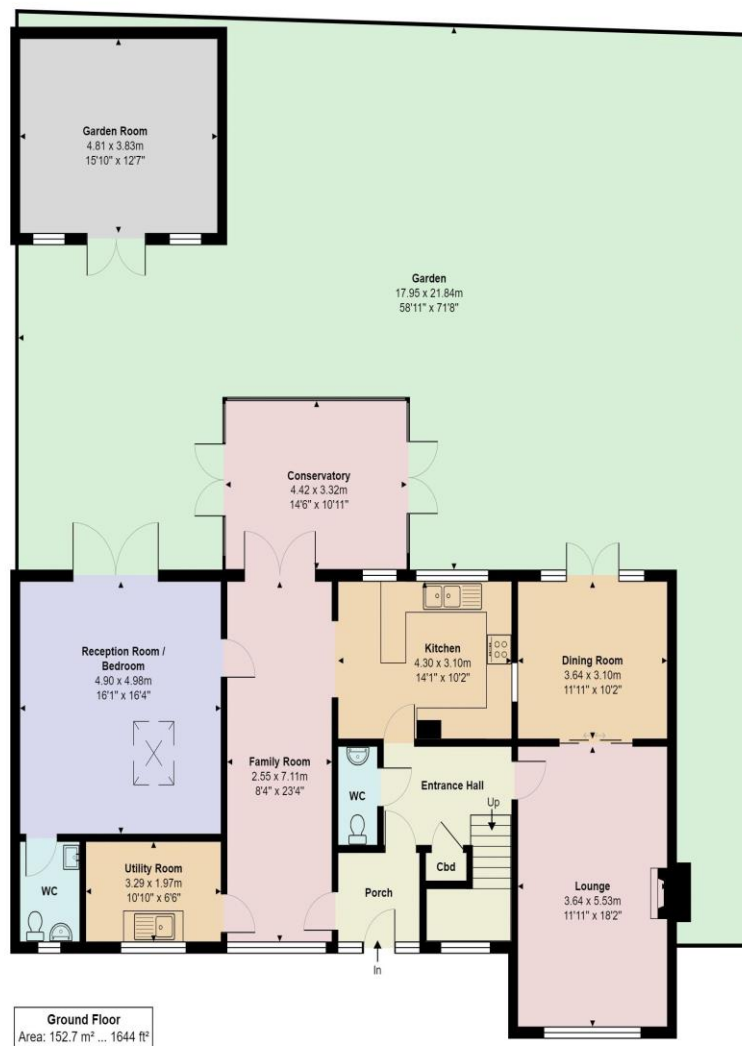 Garden Room
4.81 x 3.83m
15'10" x 12'7"
Garden
17.95 x 21.84m
58'11" x 71'8"
Conservatory
4.42 x 3.32m
14'6" x 10'11"
Reception Room /
Bedroom
4.90 x 4.98m
16'1" x 16'4"
Kitchen
4.30 x 3.10m
14'1" x 10'2"
Dining Room
3.64 x 3.10m
11'11" x 10'2"
Family Room
2.55 x 7.11m
8'4" x 23'4"
WC
Entrance Hall
Up
Cbd
Utility Room
3.29 x 1.97m
10'10" x 6'6"
WC
Porch
Lounge
3.64 x 5.53m
11'11" x 18'2"
In
Ground Floor
Area: 152.7 m² ... 1644 ft²